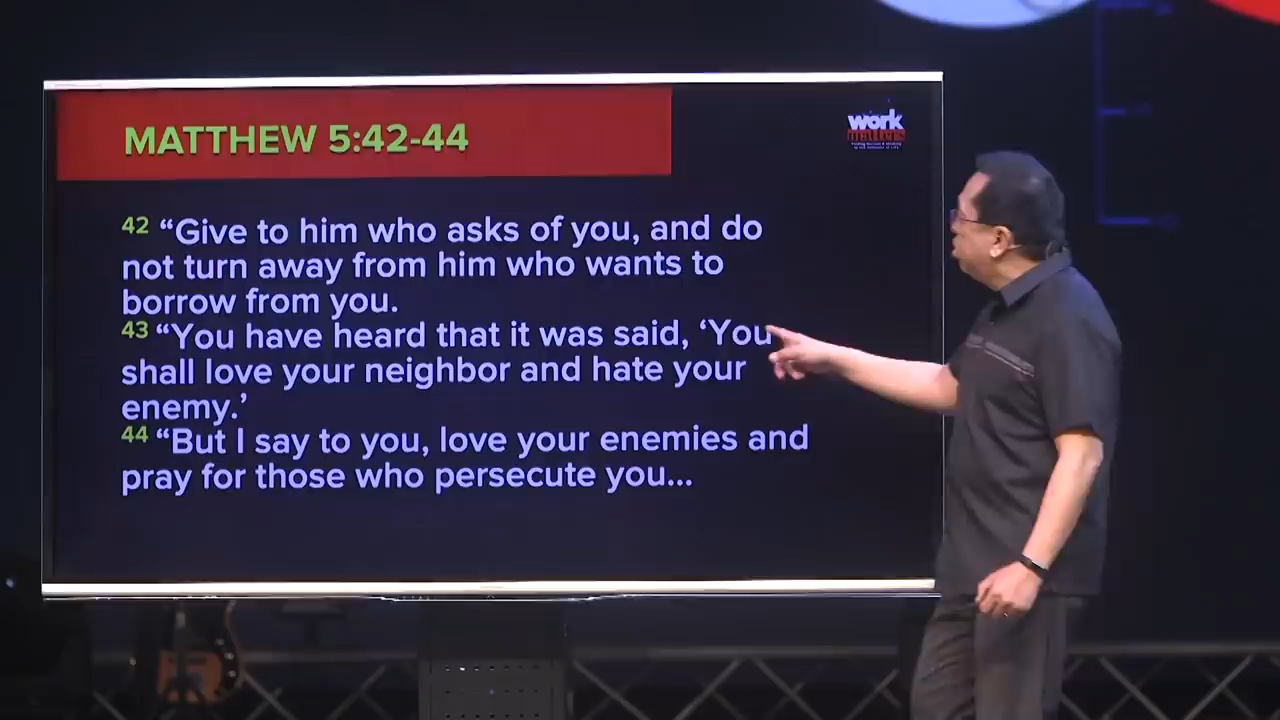 MATTHEW 5:42-44
work
matters
42 “Give to him who asks of you, and do
not turn away from him who wants to
borrow from you.
43 “You have heard that it was said, ‘You
shall love your neighbor and hate your
enemy.’
44 “But I say to you, love your enemies and
pray for those who persecute you...